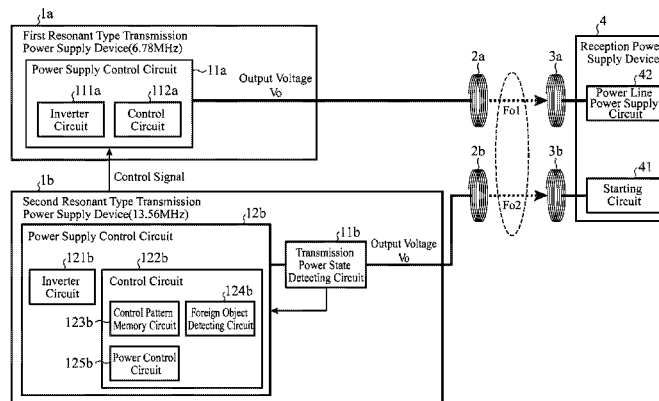 1a
First Resonant Type Transmission
Power Supply Device(6.78MHz)
Power Supply Control Circuit
11a
111a
Inverter
Circuit
112a
Control
Circuit
Output Voltage
Vo
2a
3a
Fo1
4
Reception Power
Supply Device
42
Power Line
Power Supply
Circuit
Control Signal
2b
3b
Fo2
41
Starting
Circuit
1b
Second Resonant Type Transmission
Power Supply Device(13.56MHz)
12b
Power Supply Control Circuit
121b
Inverter
Circuit
122b
Control Circuit
123b
Control Pattern
Memory Circuit
124b
Foreign Object
Detecting Circuit
125b
Power Control
Circuit
11b
Transmission
Power State
Detecting Circuit
Output Voltage
Vo